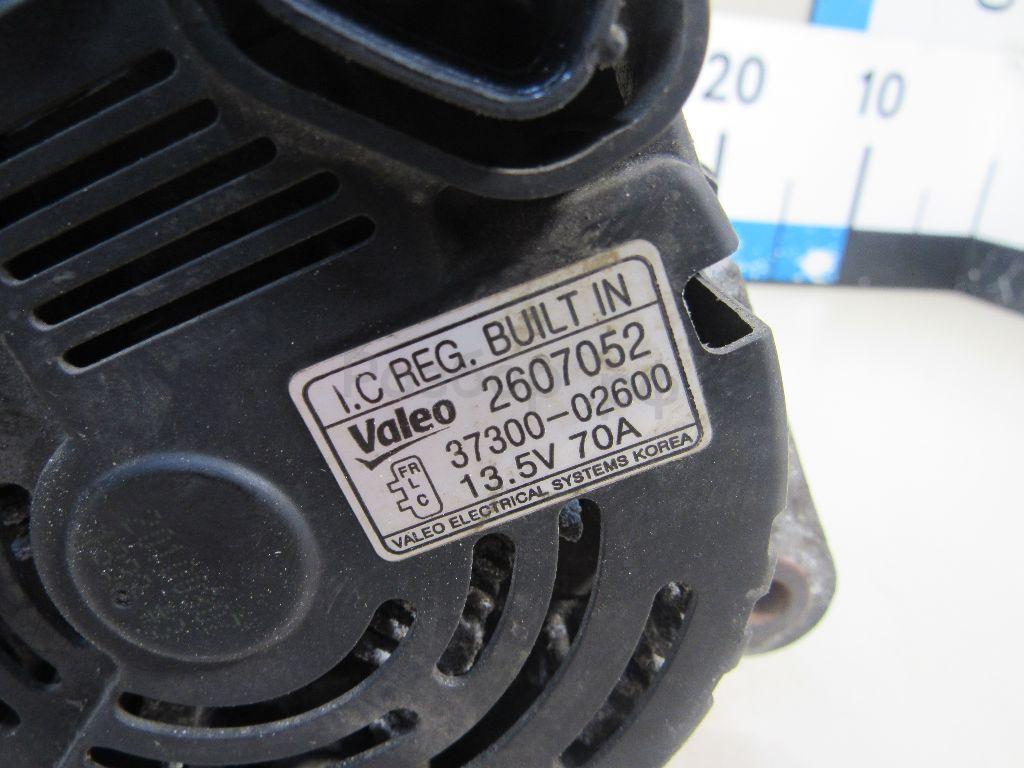 20 10
I.C REG. BUILT IN
Valeo 2607052
37300-02600
FR
L
C
13.5V 70A
VALEO ELECTRICAL SYSTEMS KOREA